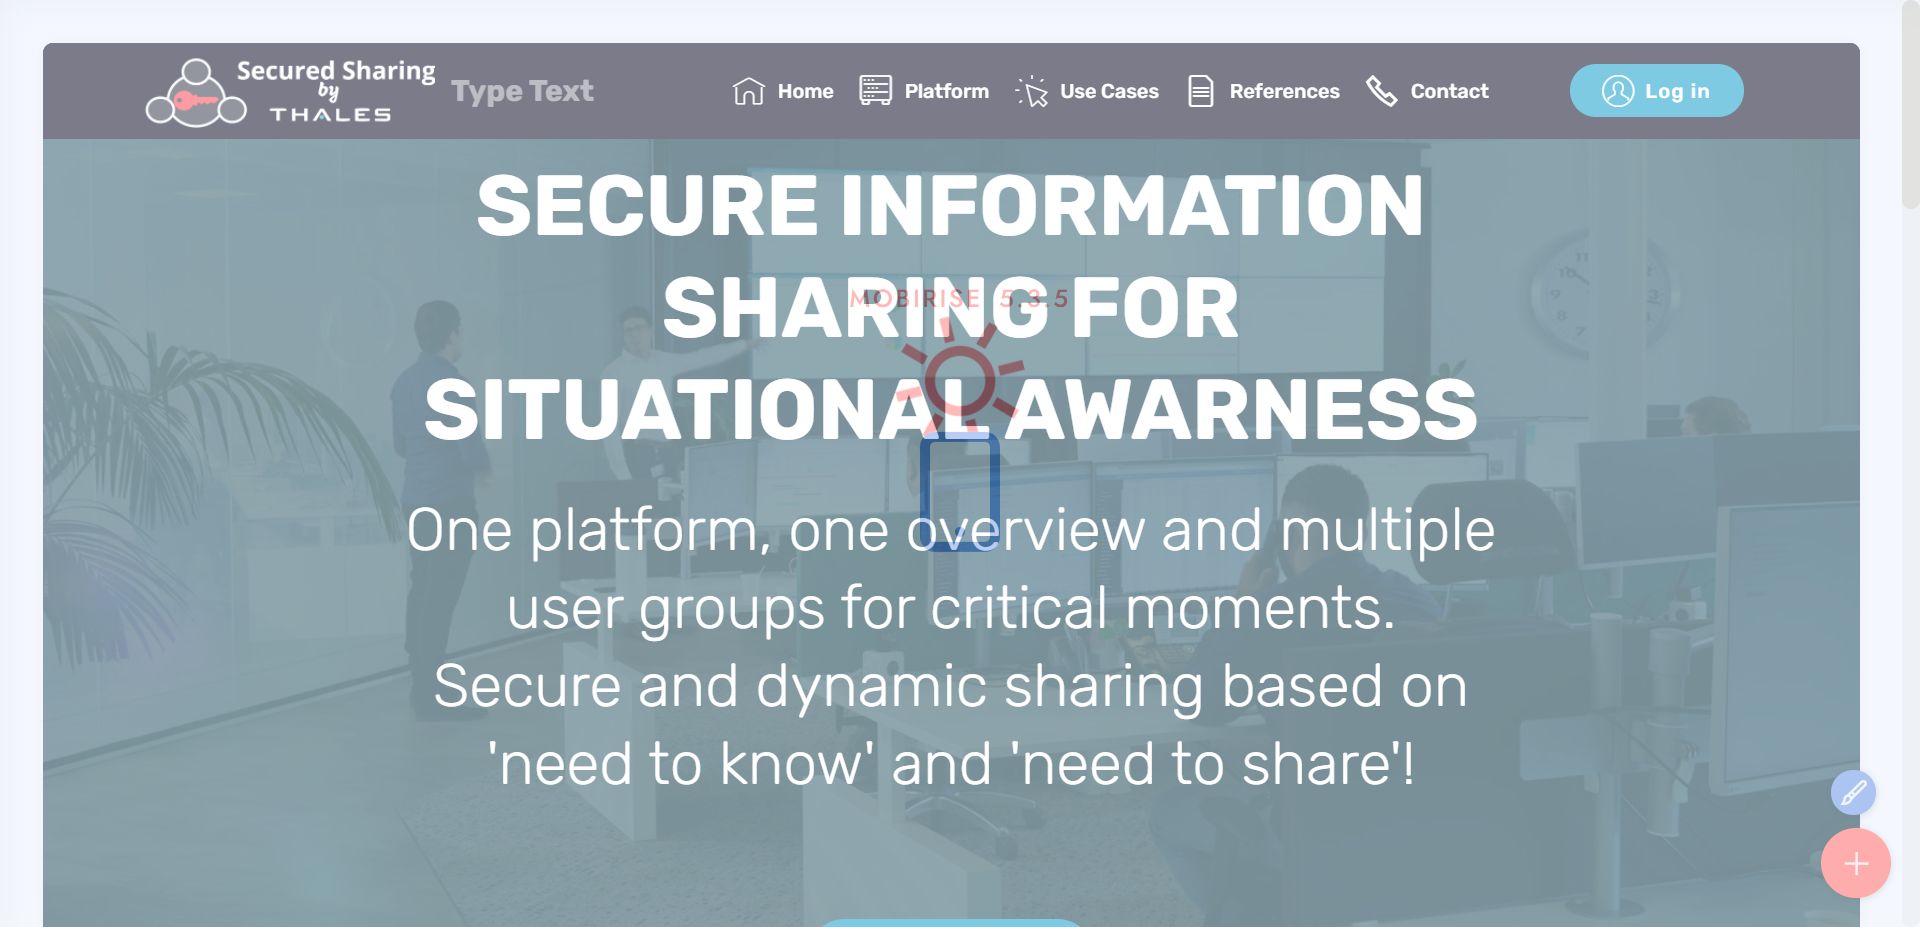 Secured Sharing
by
THALES
Type Text
Home
Platform
Use Cases
References
Contact
Log in
SECURE INFORMATION
SHARING FOR
SITUATIONAL AWARNESS
MOBIRISE 5.3.5
One platform, one overview and multiple
user groups for critical moments.
Secure and dynamic sharing based on
'need to know' and 'need to share'!